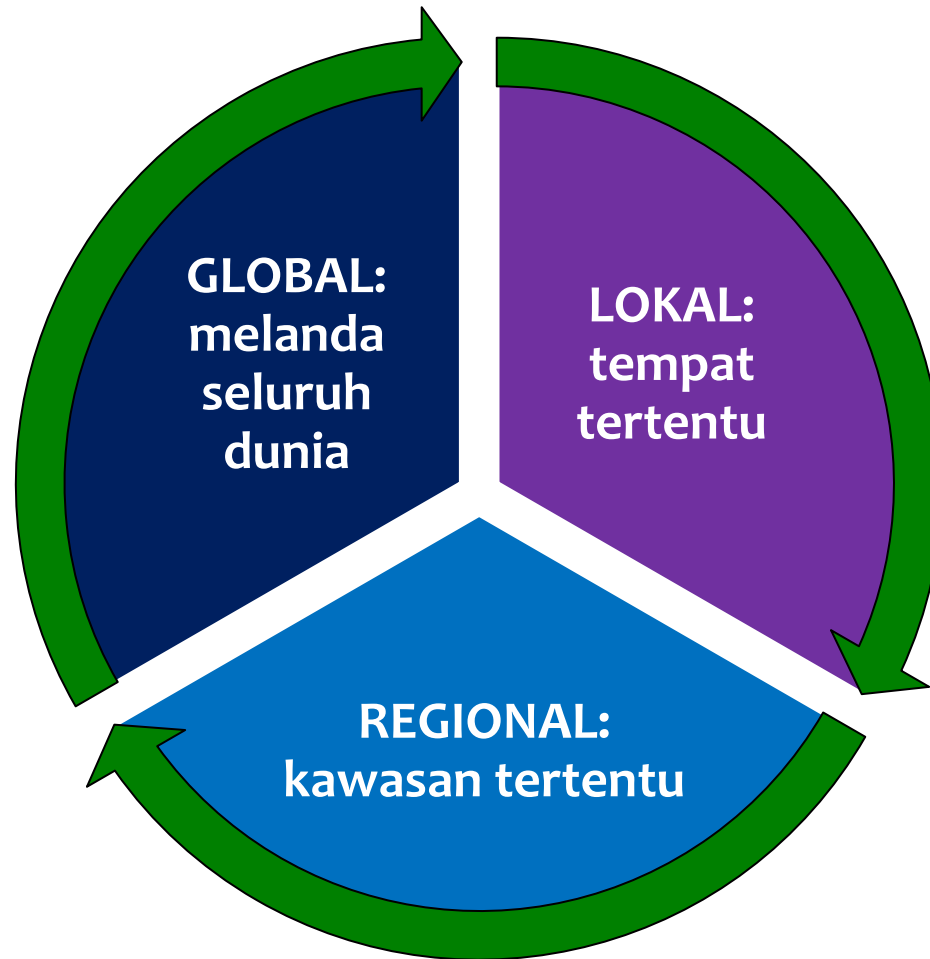 GLOBAL:
melanda
seluruh
dunia
LOKAL:
tempat
tertentu
REGIONAL:
kawasan tertentu